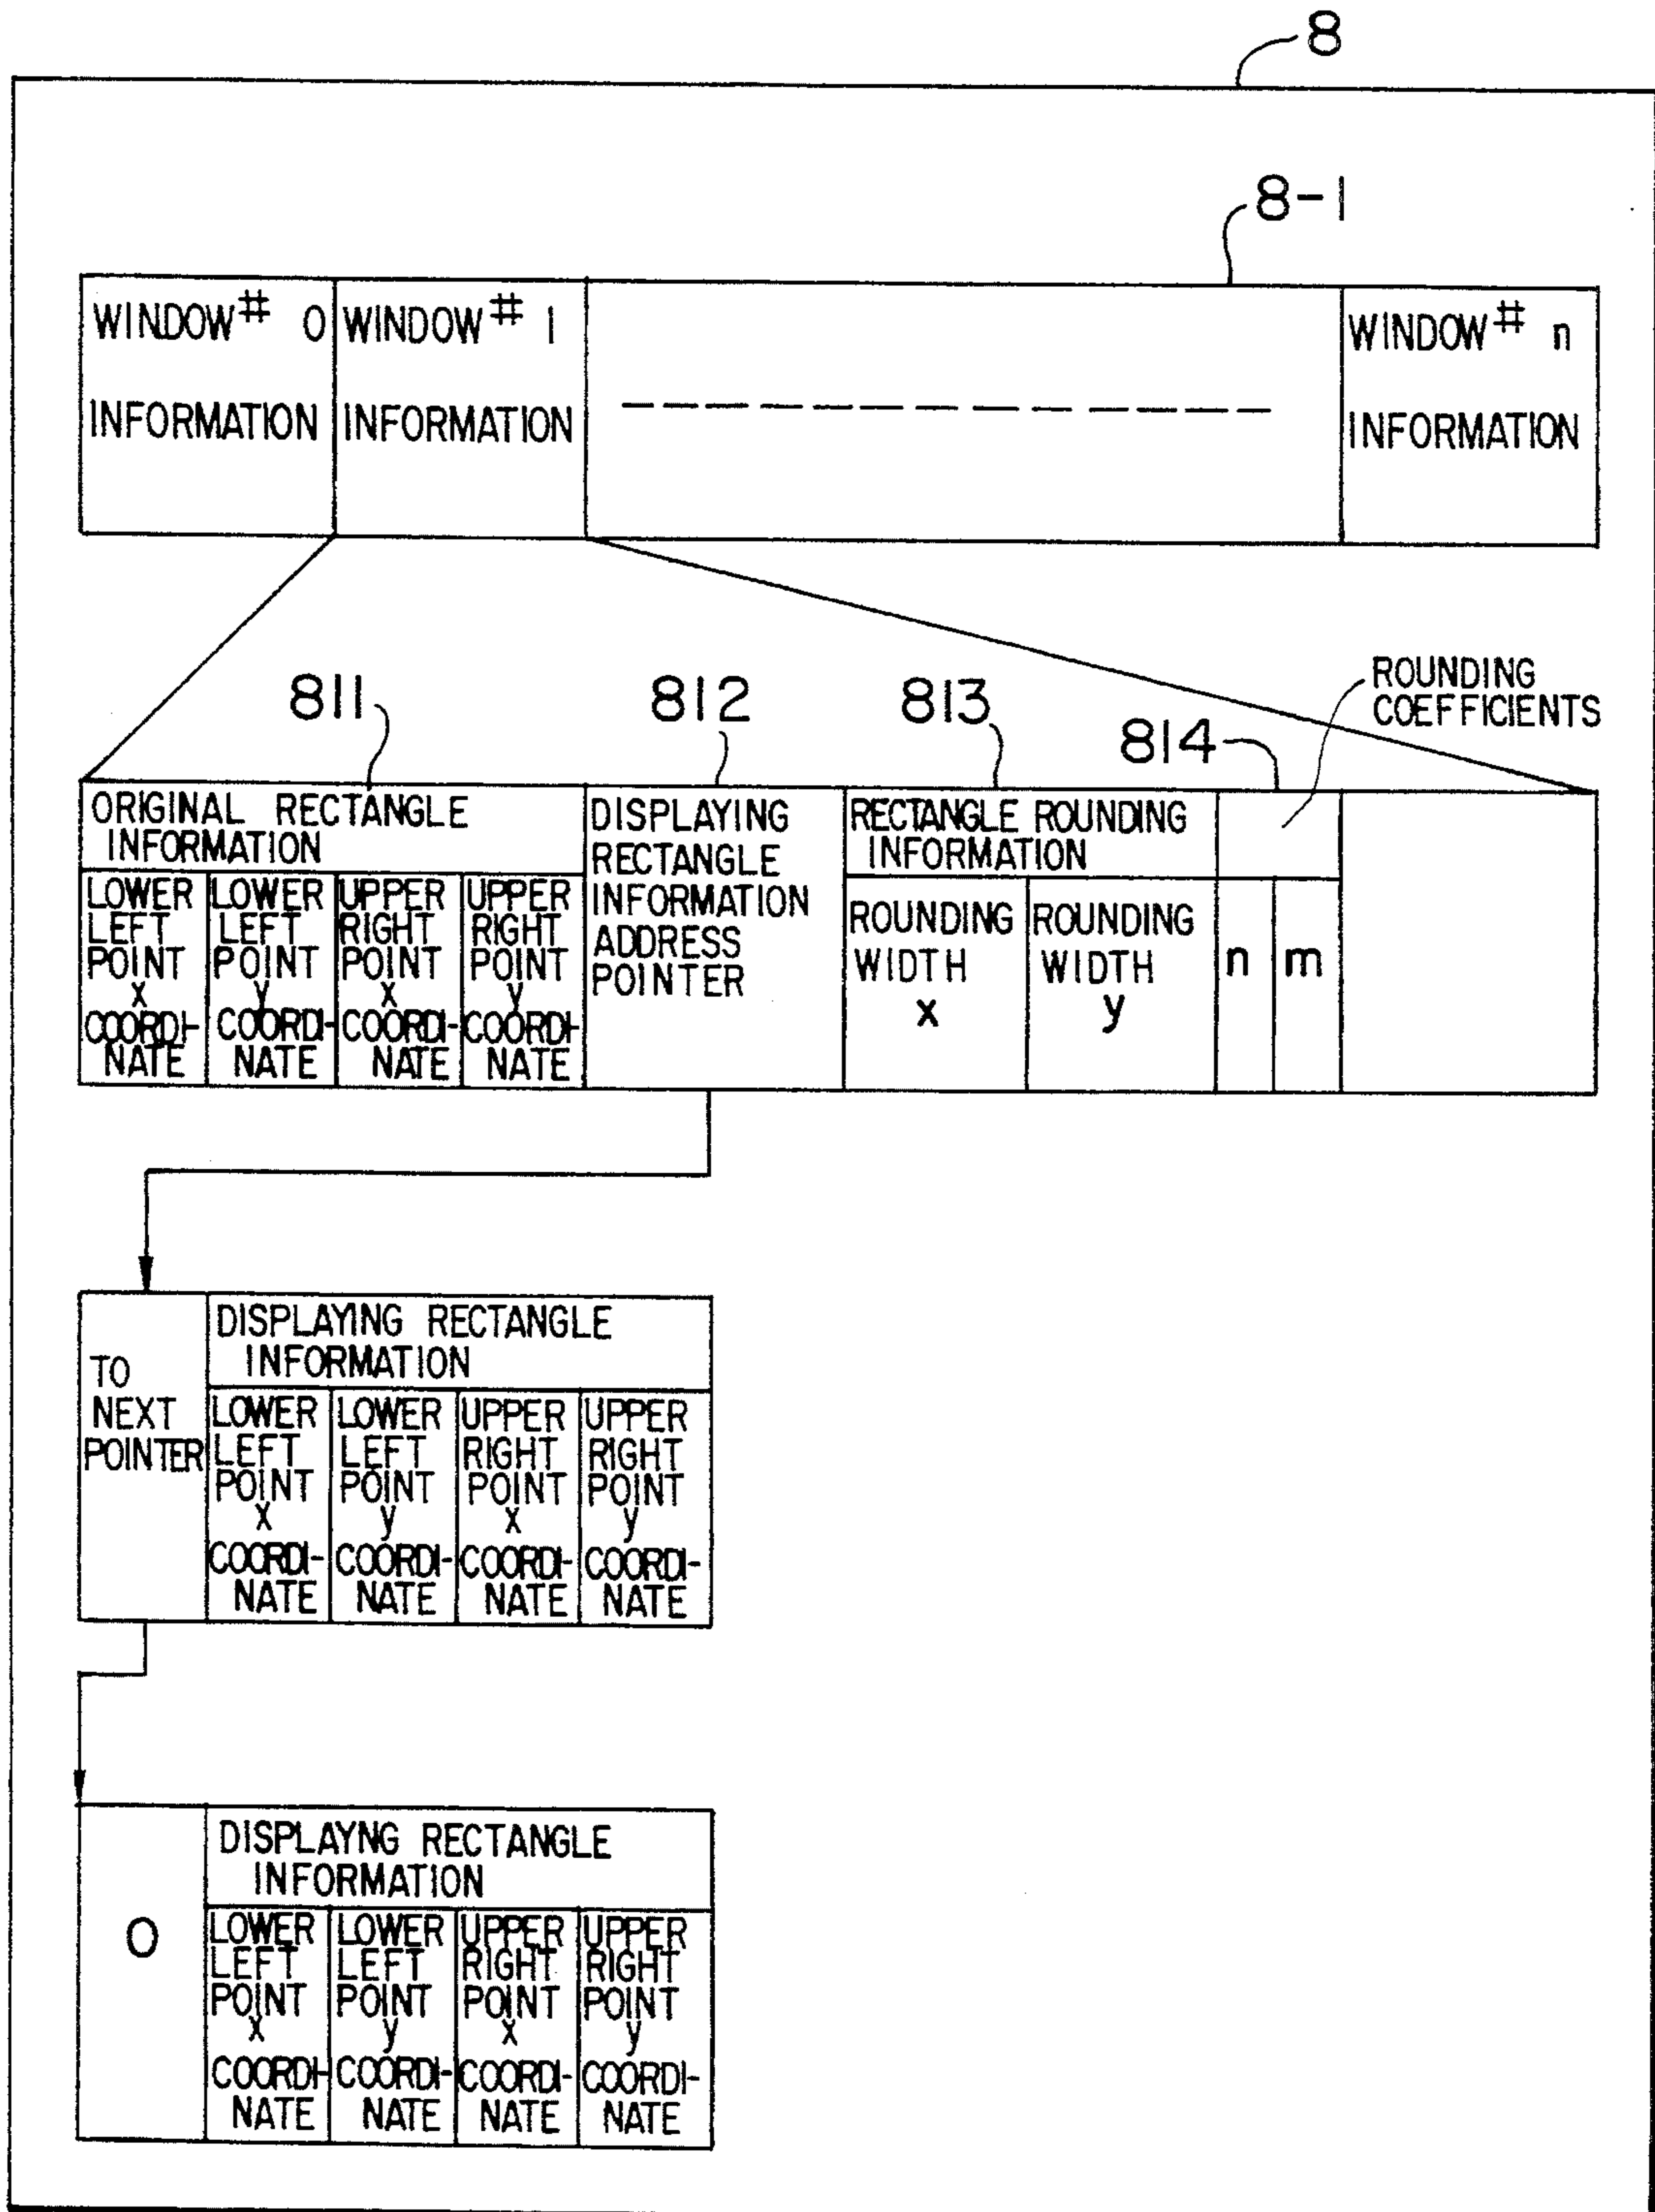 8
8-1
WINDOW# 0
INFORMATION
WINDOW# 1
INFORMATION
WINDOW# n
INFORMATION
811
812
813
814
ROUNDING
COEFFICIENTS
ORIGINAL RECTANGLE
INFORMATION
LOWER
LEFT
POINT
x
COORDI-
NATE
LOWER
LEFT
POINT
y
COORDI-
NATE
UPPER
RIGHT
POINT
x
COORDI-
NATE
UPPER
RIGHT
POINT
y
COORDI-
NATE
DISPLAYING
RECTANGLE
INFORMATION
ADDRESS
POINTER
RECTANGLE ROUNDING
INFORMATION
ROUNDING
WIDTH
x
ROUNDING
WIDTH
y
n
m
TO
NEXT
POINTER
DISPLAYING RECTANGLE
INFORMATION
LOWER
LEFT
POINT
x
COORDI-
NATE
LOWER
LEFT
POINT
y
COORDI-
NATE
UPPER
RIGHT
POINT
x
COORDI-
NATE
UPPER
RIGHT
POINT
y
COORDI-
NATE
0
DISPLAYNG RECTANGLE
INFORMATION
LOWER
LEFT
POINT
x
COORDI-
NATE
LOWER
LEFT
POINT
y
COORDI-
NATE
UPPER
RIGHT
POINT
x
COORDI-
NATE
UPPER
RIGHT
POINT
y
COORDI-
NATE